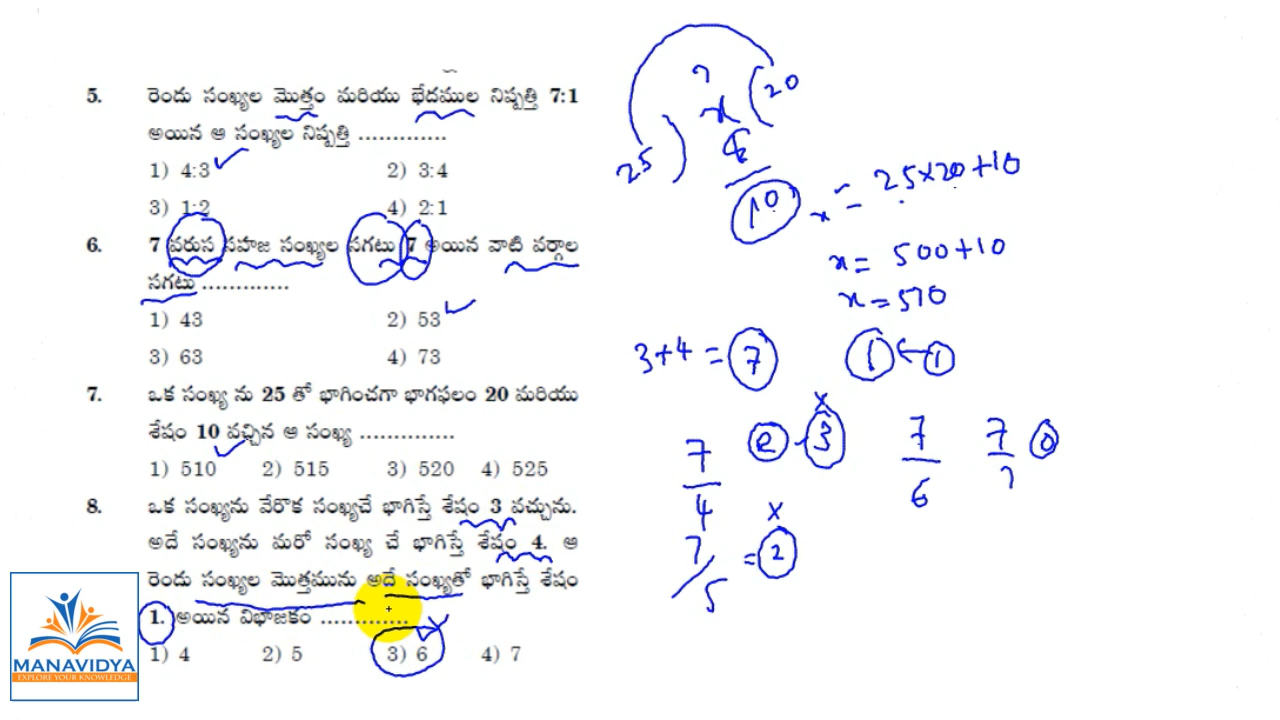 5. రెండు సంఖ్యల మొత్తం మరియు భేదముల నిష్పత్తి 7:1
అయిన ఆ సంఖ్యల నిష్పత్తి ..............
1) 4:3 2) 3:4
3) 1:2 4) 2:1
6. 7 వరుస సహజ సంఖ్యల సగటు 7 అయిన వాటి వర్గాల
సగటు .............
1) 43 2) 53
3) 63 4) 73
7. ఒక సంఖ్య ను 25 తో భాగించగా భాగఫలం 20 మరియు
శేషం 10 వచ్చిన ఆ సంఖ్య ..............
1) 510 2) 515 3) 520 4) 525
8. ఒక సంఖ్యను వేరొక సంఖ్యచే భాగిస్తే శేషం 3 వచ్చును.
అదే సంఖ్యను మరో సంఖ్య చే భాగిస్తే శేషం 4. ఆ
రెండు సంఖ్యల మొత్తమును అదే సంఖ్యతో భాగిస్తే శేషం
1. అయిన విభాజకం .............
1) 4 2) 5 3) 6 4) 7
MANAVIDYA
EXPLORE YOUR KNOWLEDGE
?
25 ) x ( 20
10
x = 25×20+10
x = 500+10
x = 510
3+4 = 7 1 ← 1
x
7/4 3 7/6 7/7 0
x
7/5 = 2